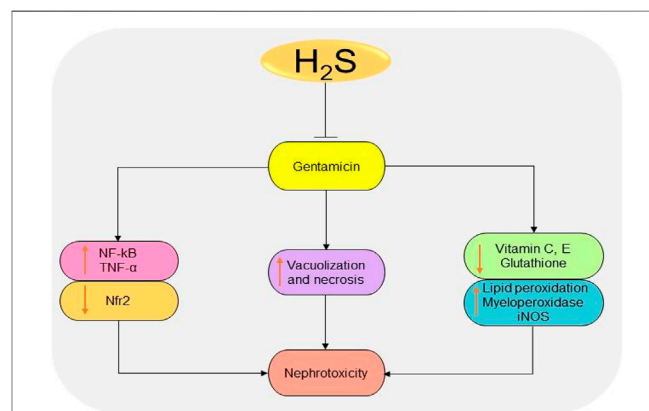 H₂S
Gentamicin
NF-kB
TNF-α
Nfr2
Vacuolization
and necrosis
Vitamin C, E
Glutathione
Lipid peroxidation
Myeloperoxidase
iNOS
Nephrotoxicity